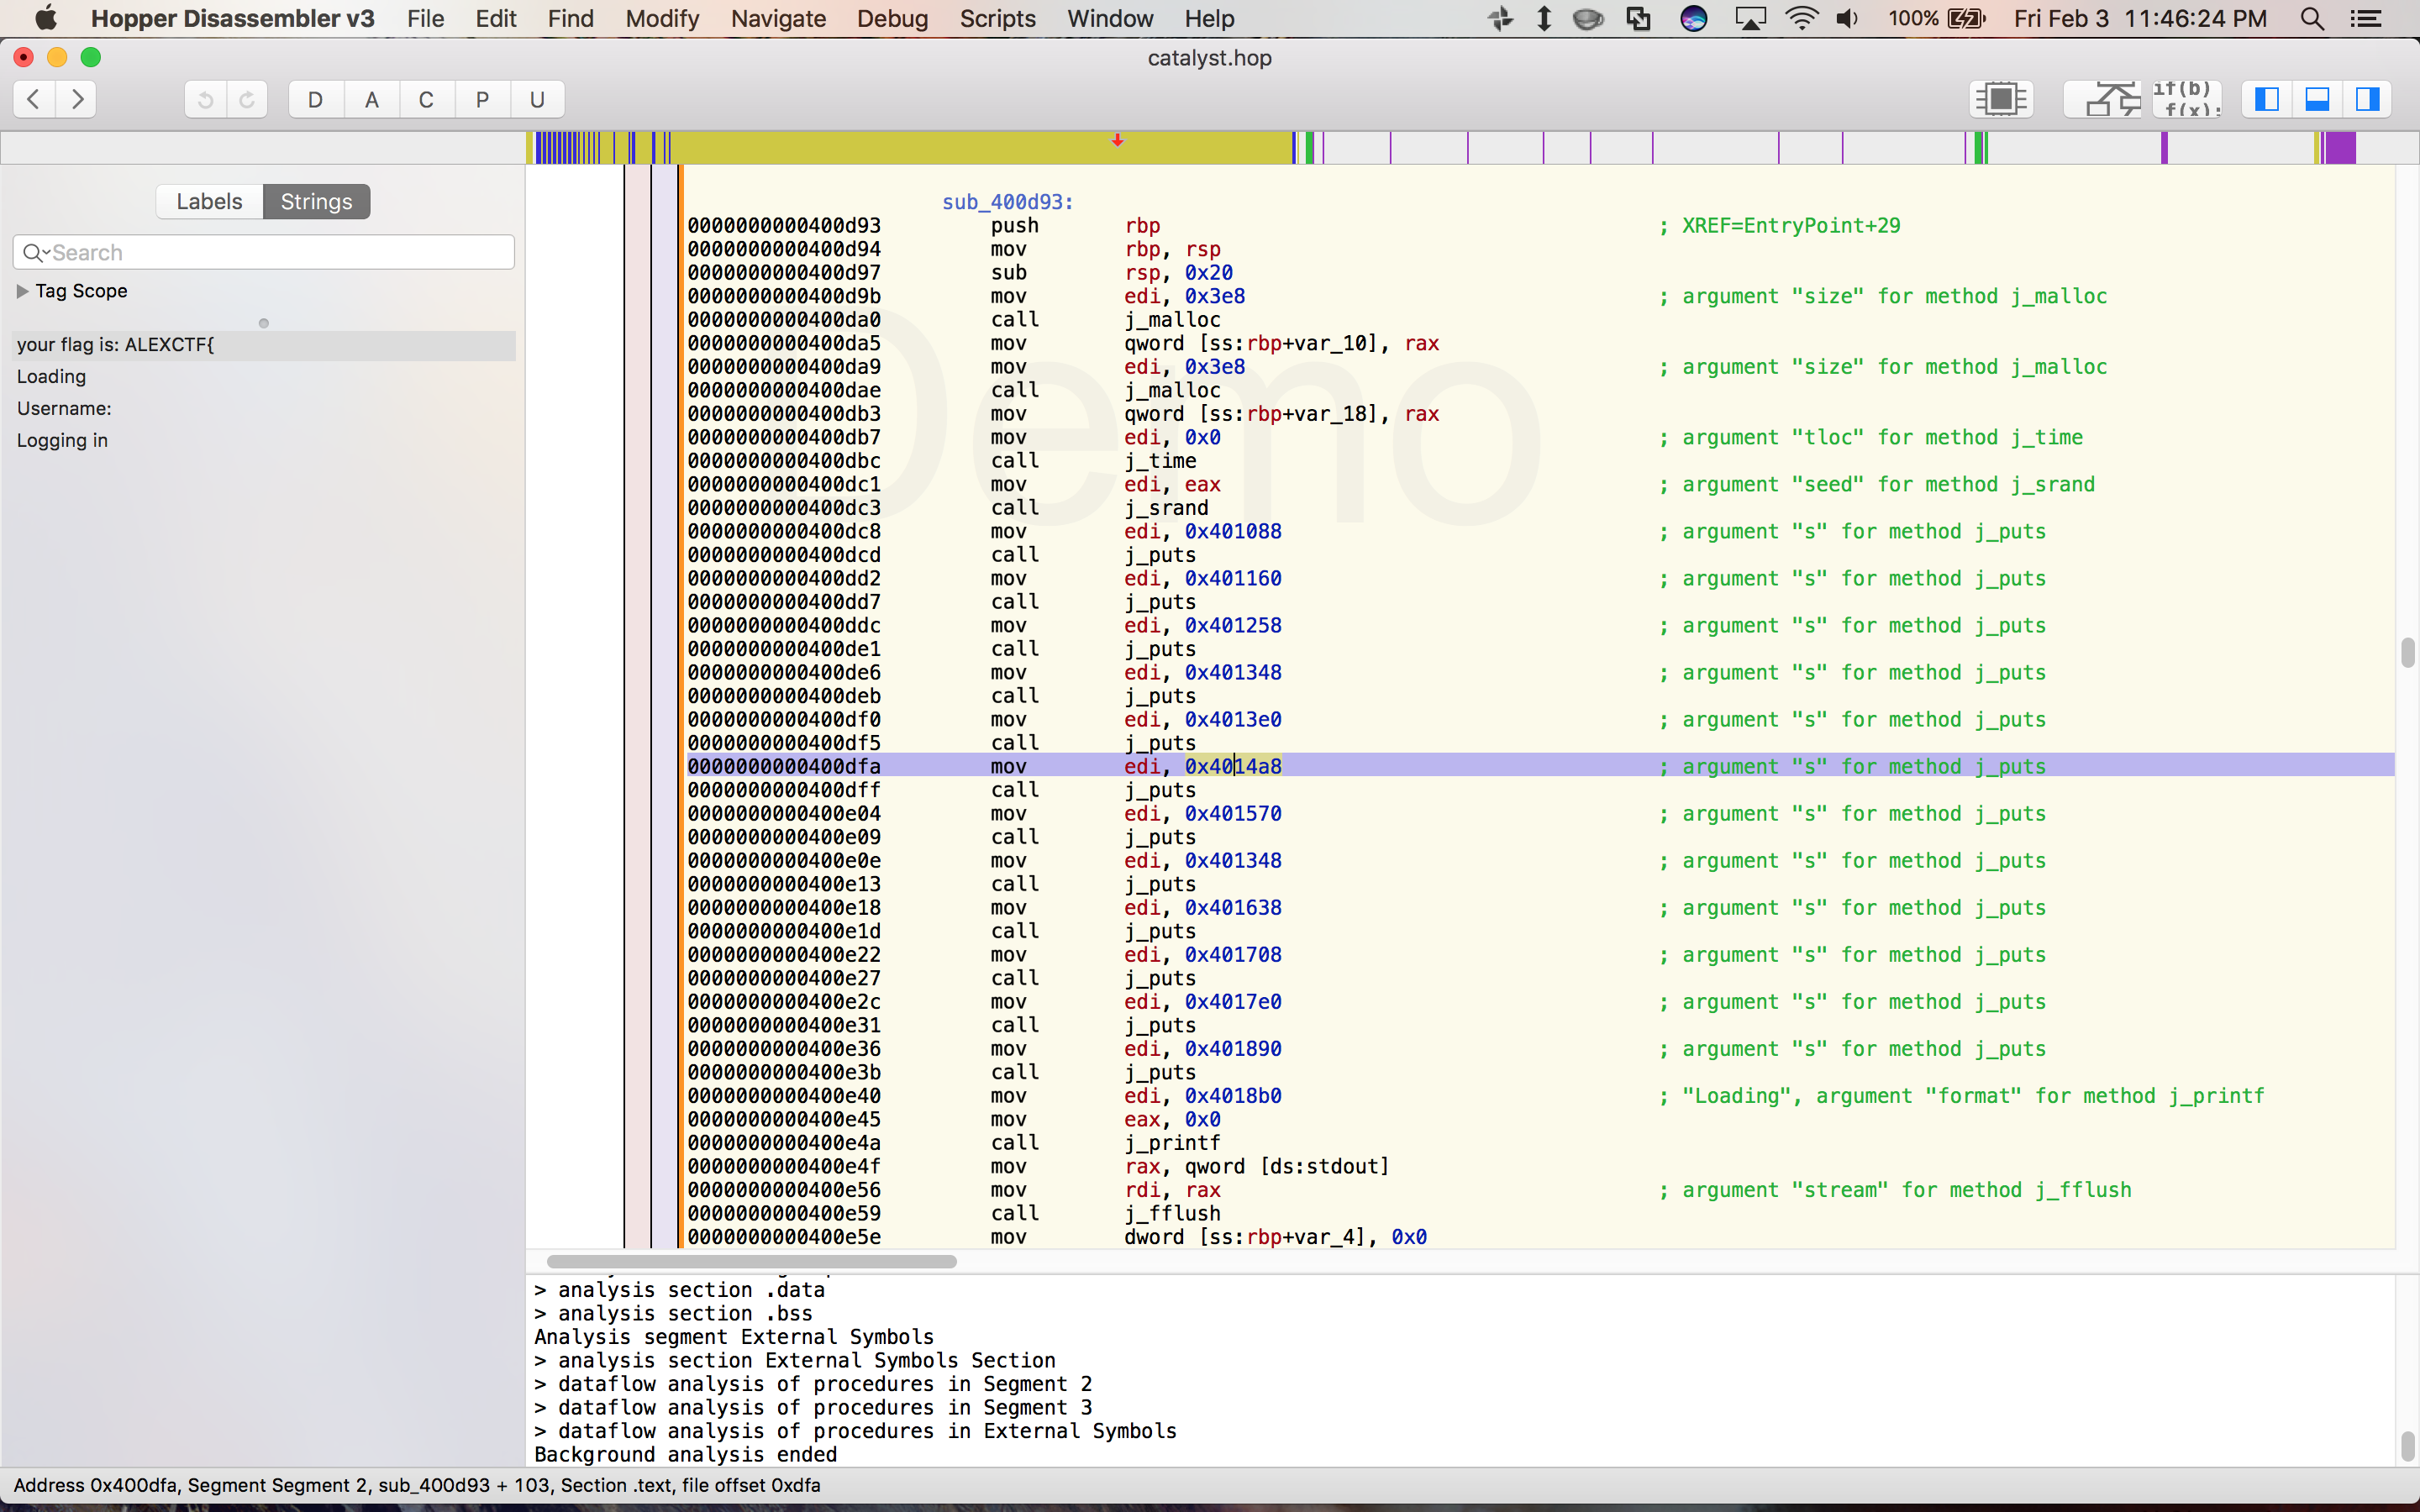 Hopper Disassembler v3 File Edit Find Modify Navigate Debug Scripts Window Help 100% Fri Feb 3 11:46:24 PM
catalyst.hop
D A C P U if(b) f(x);
Labels Strings
Search
Tag Scope
your flag is: ALEXCTF{
Loading
Username:
Logging in
Demo
sub_400d93:
0000000000400d93 push rbp ; XREF=EntryPoint+29
0000000000400d94 mov rbp, rsp
0000000000400d97 sub rsp, 0x20
0000000000400d9b mov edi, 0x3e8 ; argument "size" for method j_malloc
0000000000400da0 call j_malloc
0000000000400da5 mov qword [ss:rbp+var_10], rax
0000000000400da9 mov edi, 0x3e8 ; argument "size" for method j_malloc
0000000000400dae call j_malloc
0000000000400db3 mov qword [ss:rbp+var_18], rax
0000000000400db7 mov edi, 0x0 ; argument "tloc" for method j_time
0000000000400dbc call j_time
0000000000400dc1 mov edi, eax ; argument "seed" for method j_srand
0000000000400dc3 call j_srand
0000000000400dc8 mov edi, 0x401088 ; argument "s" for method j_puts
0000000000400dcd call j_puts
0000000000400dd2 mov edi, 0x401160 ; argument "s" for method j_puts
0000000000400dd7 call j_puts
0000000000400ddc mov edi, 0x401258 ; argument "s" for method j_puts
0000000000400de1 call j_puts
0000000000400de6 mov edi, 0x401348 ; argument "s" for method j_puts
0000000000400deb call j_puts
0000000000400df0 mov edi, 0x4013e0 ; argument "s" for method j_puts
0000000000400df5 call j_puts
0000000000400dfa mov edi, 0x4014a8 ; argument "s" for method j_puts
0000000000400dff call j_puts
0000000000400e04 mov edi, 0x401570 ; argument "s" for method j_puts
0000000000400e09 call j_puts
0000000000400e0e mov edi, 0x401348 ; argument "s" for method j_puts
0000000000400e13 call j_puts
0000000000400e18 mov edi, 0x401638 ; argument "s" for method j_puts
0000000000400e1d call j_puts
0000000000400e22 mov edi, 0x401708 ; argument "s" for method j_puts
0000000000400e27 call j_puts
0000000000400e2c mov edi, 0x4017e0 ; argument "s" for method j_puts
0000000000400e31 call j_puts
0000000000400e36 mov edi, 0x401890 ; argument "s" for method j_puts
0000000000400e3b call j_puts
0000000000400e40 mov edi, 0x4018b0 ; "Loading", argument "format" for method j_printf
0000000000400e45 mov eax, 0x0
0000000000400e4a call j_printf
0000000000400e4f mov rax, qword [ds:stdout]
0000000000400e56 mov rdi, rax ; argument "stream" for method j_fflush
0000000000400e59 call j_fflush
0000000000400e5e mov dword [ss:rbp+var_4], 0x0
> analysis section .data
> analysis section .bss
Analysis segment External Symbols
> analysis section External Symbols Section
> dataflow analysis of procedures in Segment 2
> dataflow analysis of procedures in Segment 3
> dataflow analysis of procedures in External Symbols
Background analysis ended
Address 0x400dfa, Segment Segment 2, sub_400d93 + 103, Section .text, file offset 0xdfa